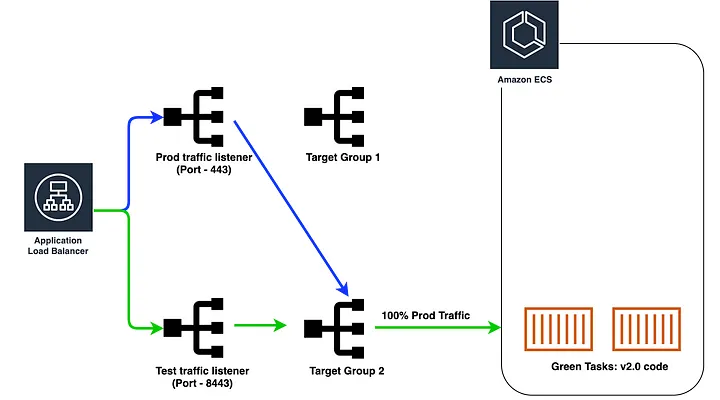 Amazon ECS
Prod traffic listener
(Port - 443)
Target Group 1
Application
Load Balancer
100% Prod Traffic
Test traffic listener
(Port - 8443)
Target Group 2
Green Tasks: v2.0 code